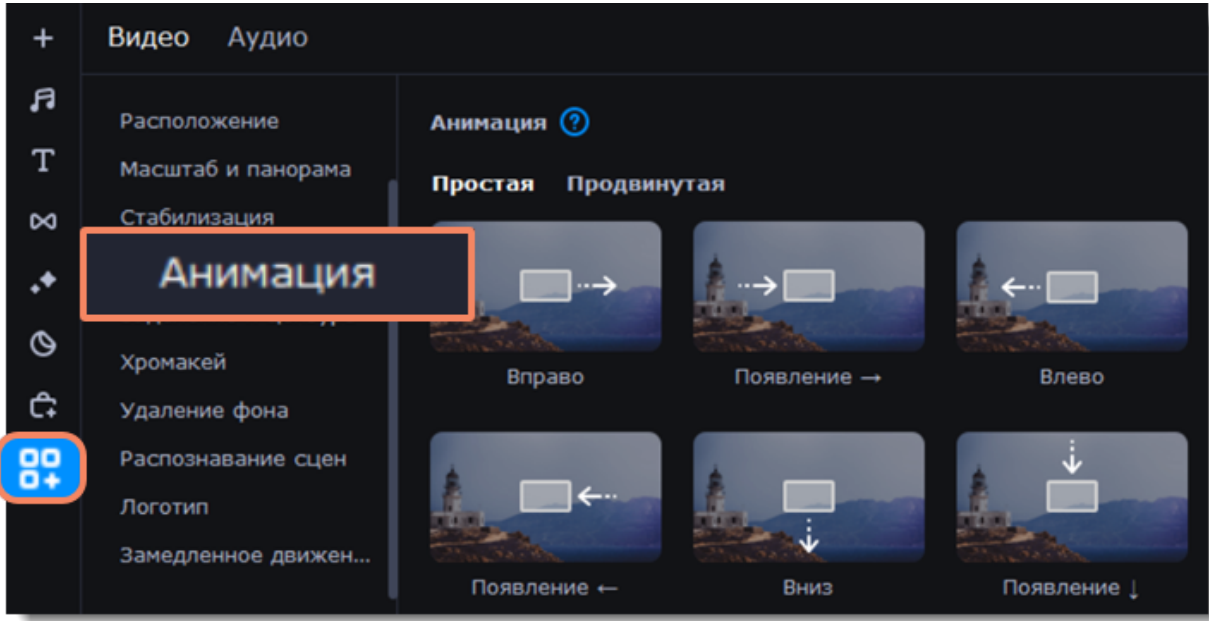 Видео Аудио
Расположение
Масштаб и панорама
Стабилизация
Анимация
Хромакей
Удаление фона
Распознавание сцен
Логотип
Замедленное движен...
Анимация ?
Простая Продвинутая
Вправо Появление → Влево
Появление ← Вниз Появление ↓